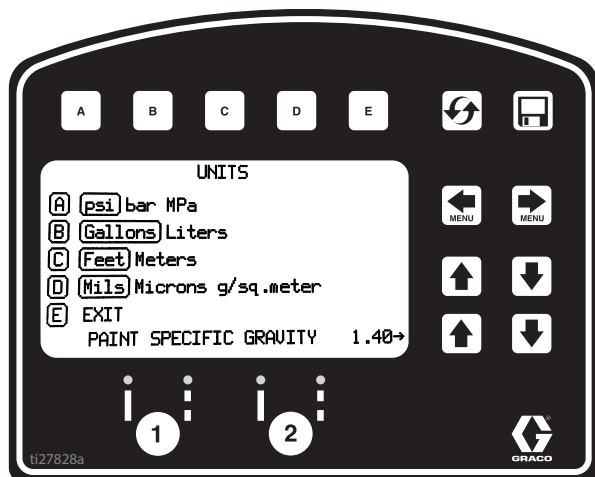 A B C D E
UNITS
A psi bar MPa
B Gallons Liters
C Feet Meters
D Mils Microns g/sq.meter
E EXIT
PAINT SPECIFIC GRAVITY 1.40→
MENU MENU
1 2
ti27828a
GRACO